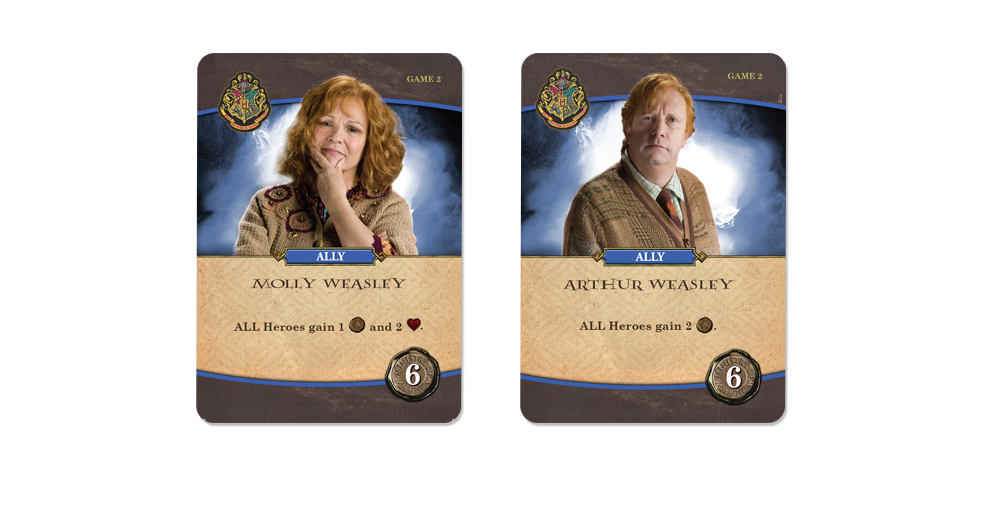 GAME 2
ALLY
MOLLY WEASLEY
ALL Heroes gain 1 and 2 .
6
GAME 2
ALLY
ARTHUR WEASLEY
ALL Heroes gain 2 .
6